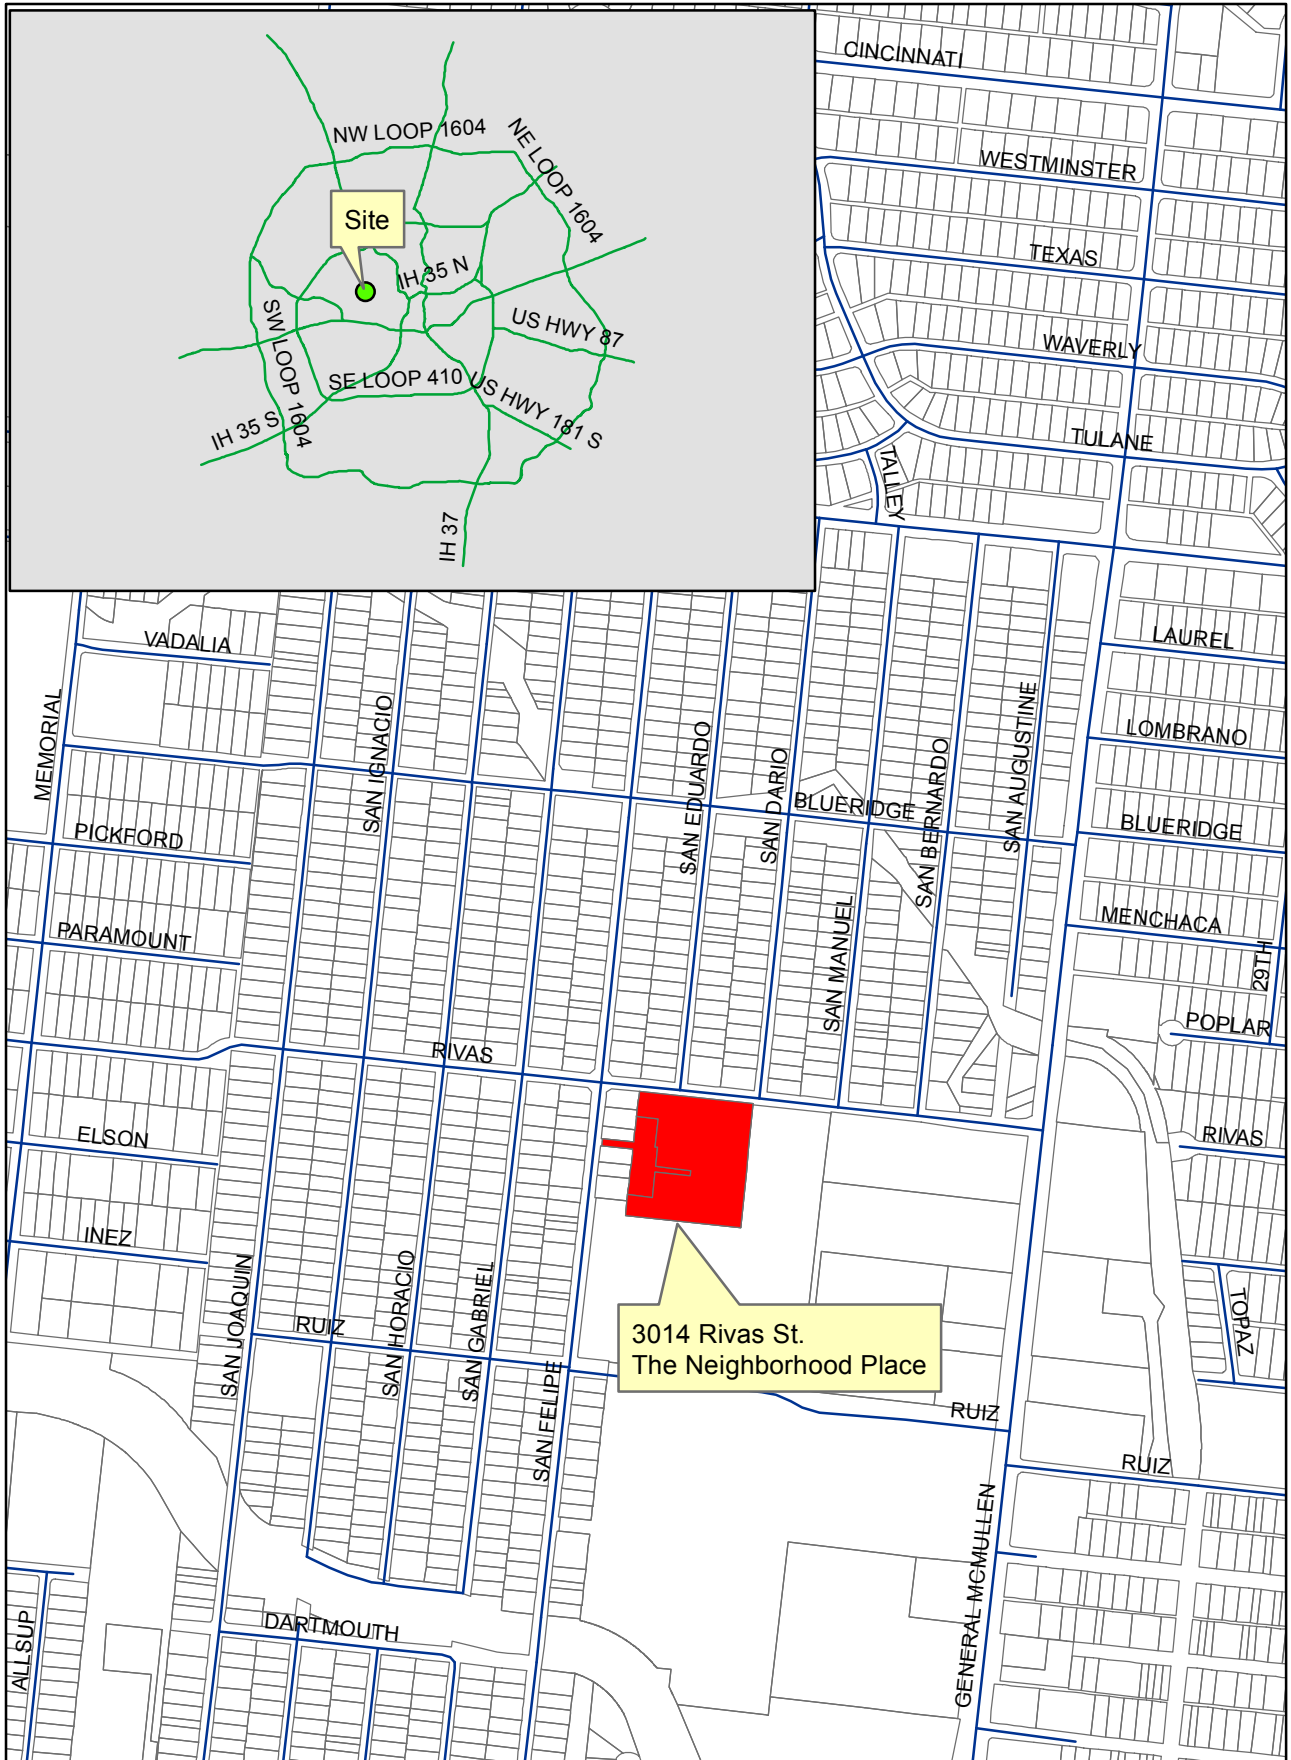 CINCINNATI
NW LOOP 1604
NE LOOP 1604
WESTMINSTER
Site
TEXAS
IH 35 N
SW LOOP 1604
US HWY 87
WAVERLY
SE LOOP 410
US HWY 181 S
IH 35 S
TULANE
TALLEY
IH 37
VADALIA
LAUREL
MEMORIAL
SAN IGNACIO
SAN EDUARDO
SAN DARIO
SAN BERNARDO
SAN AUGUSTINE
LOMBRANO
BLUERIDGE
BLUERIDGE
PICKFORD
PARAMOUNT
SAN MANUEL
MENCHACA
29TH
POPLAR
RIVAS
RIVAS
ELSON
INEZ
SAN JOAQUIN
SAN HORACIO
SAN GABRIEL
RUIZ
3014 Rivas St.
The Neighborhood Place
TOPAZ
SAN FELIPE
RUIZ
RUIZ
GENERAL MCMULLEN
ALLSUP
DARTMOUTH